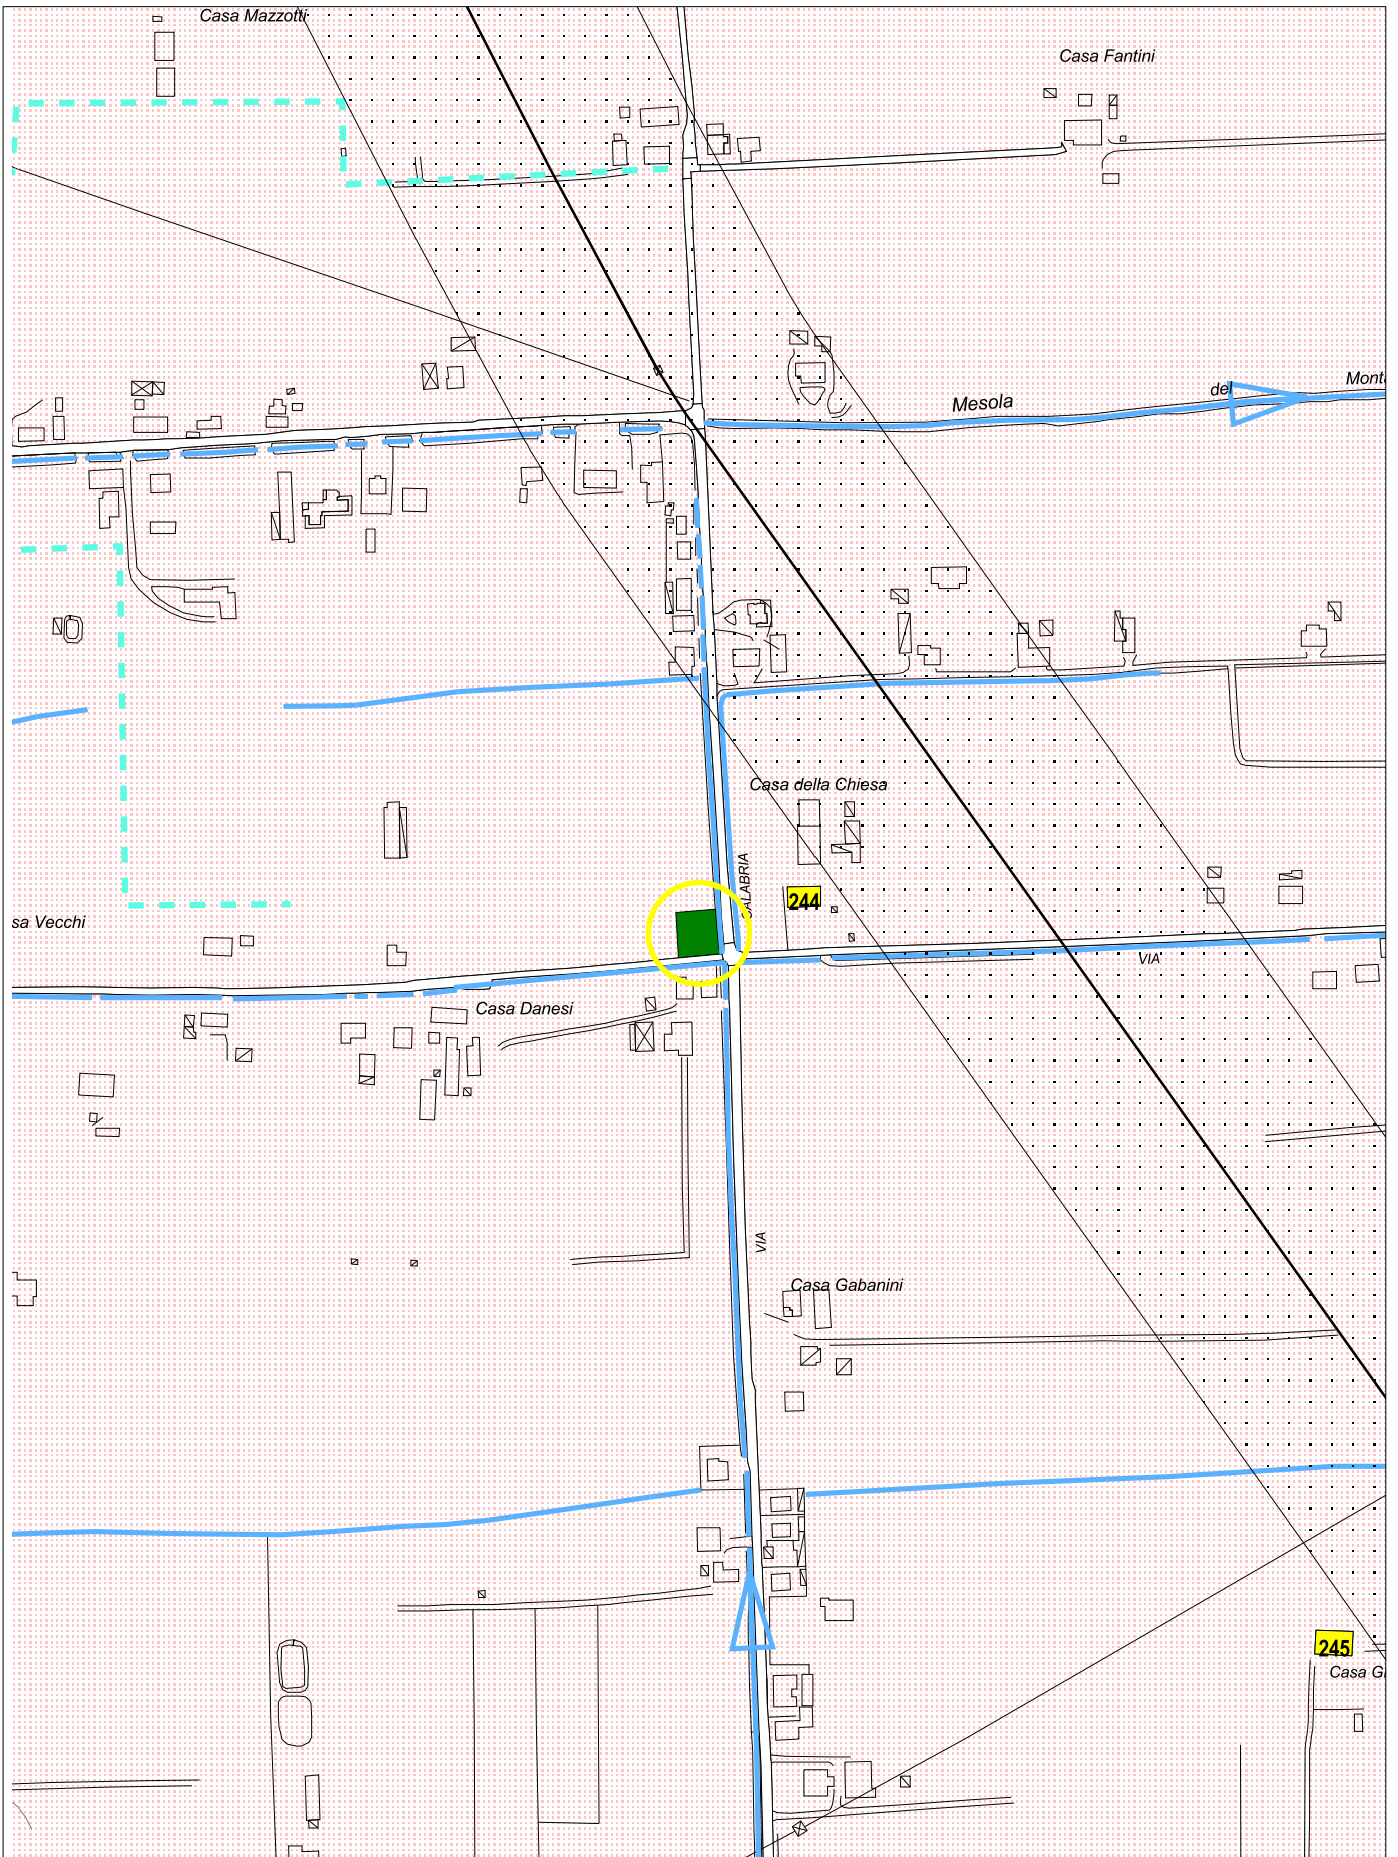 Casa Mazzotti
Casa Fantini
Mesola
del
Casa della Chiesa
CALABRIA
244
sa Vecchi
VIA
Casa Danesi
VIA
Casa Gabanini
245
Casa G